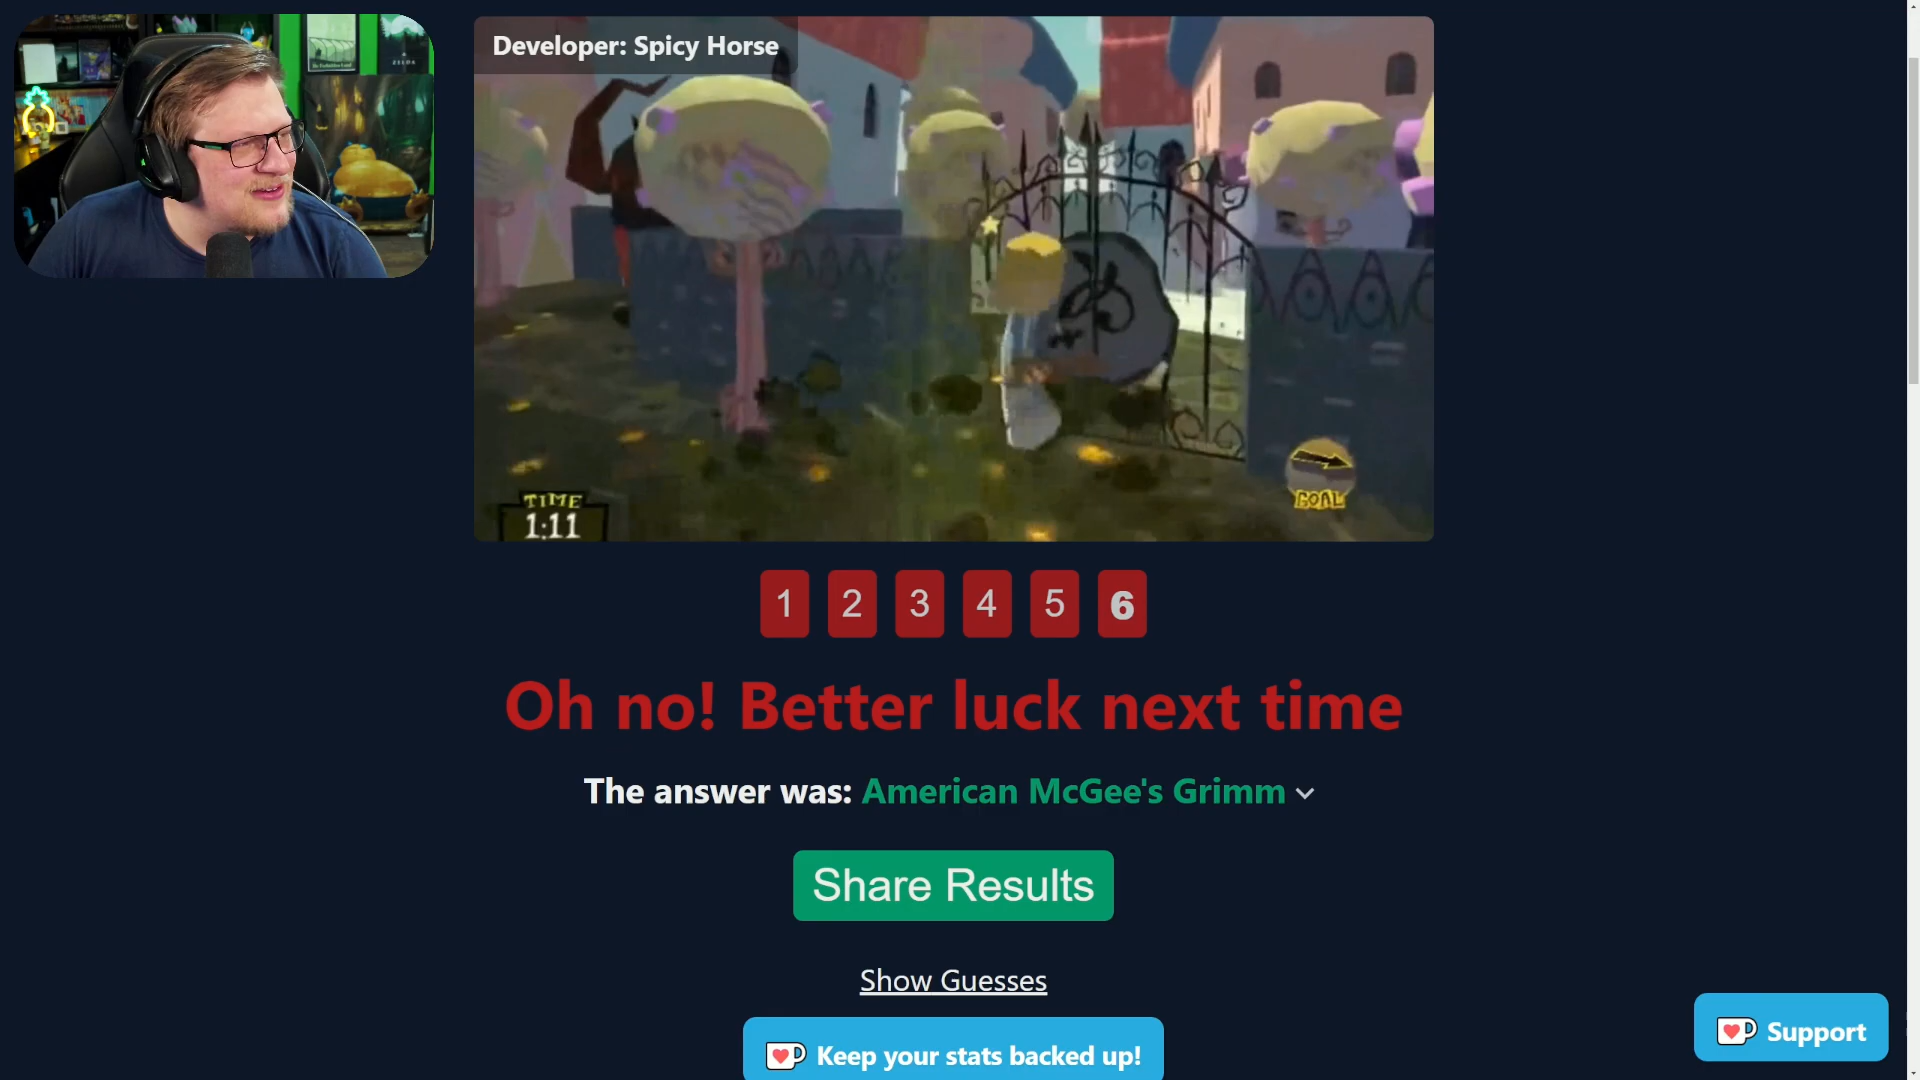 Developer: Spicy Horse
TIME
1:11
GOAL
1 2 3 4 5 6
Oh no! Better luck next time
The answer was: American McGee's Grimm
Share Results
Show Guesses
Keep your stats backed up!
Support
ZELDA